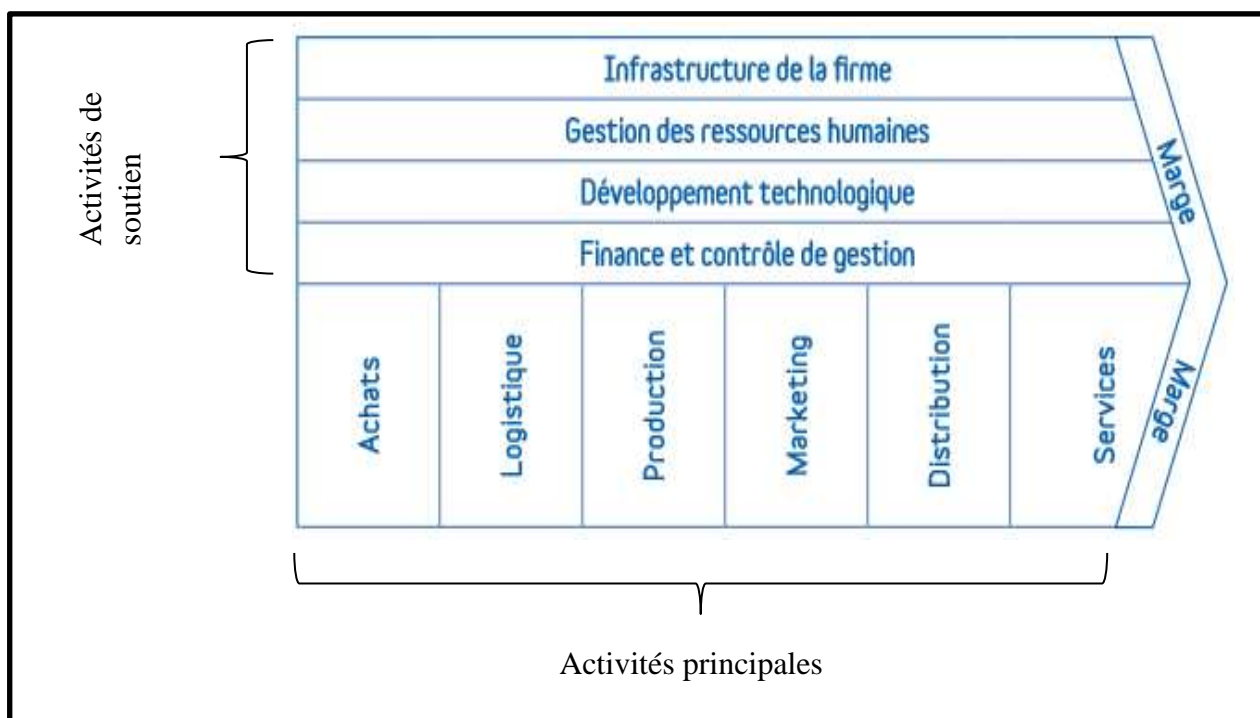 Activités de
soutien
Infrastructure de la firme
Gestion des ressources humaines
Développement technologique
Finance et contrôle de gestion
Marge
Achats
Logistique
Production
Marketing
Distribution
Services
Marge
Activités principales